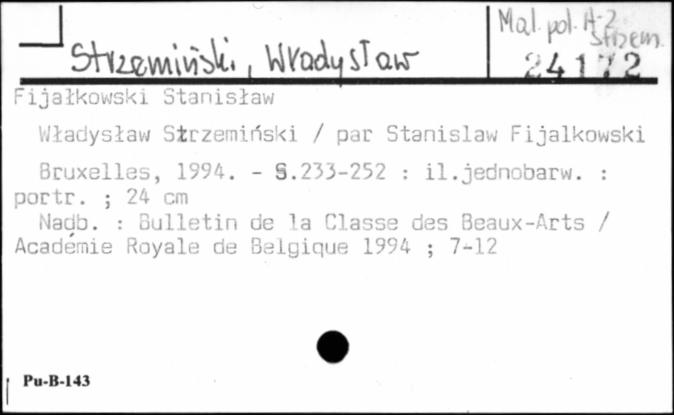 Mal. pol. A-2
Strzem.
Strzemiński, Władysław
24172
Fijałkowski Stanisław
Władysław Strzemiński / par Stanislaw Fijalkowski
Bruxelles, 1994. - S.233-252 : il.jednobarw. :
portr. ; 24 cm
Nadb. : Bulletin de la Classe des Beaux-Arts /
Académie Royale de Belgique 1994 ; 7-12
Pu-B-143